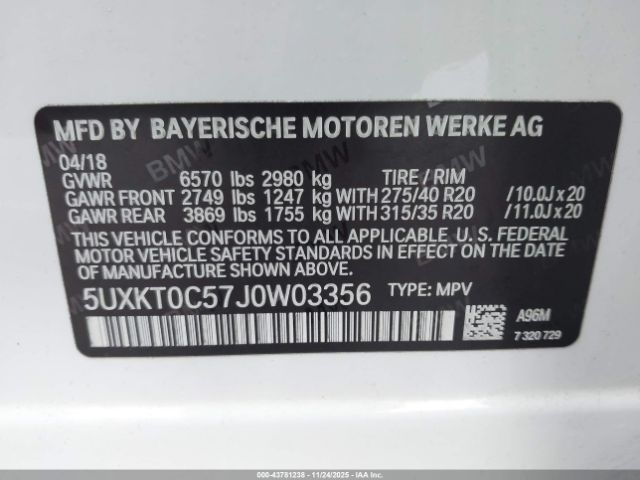 MFD BY BAYERISCHE MOTOREN WERKE AG
04/18
GVWR 6570 lbs 2980 kg TIRE / RIM
GAWR FRONT 2749 lbs 1247 kg WITH 275/40 R20 /10.0J x 20
GAWR REAR 3869 lbs 1755 kg WITH 315/35 R20 /11.0J x 20
THIS VEHICLE CONFORMS TO ALL APPLICABLE, U. S. FEDERAL
MOTOR VEHICLE SAFETY STANDARDS IN EFFECT ON THE
DATE OF MANUFACTURE SHOWN ABOVE.
5UXKT0C57J0W03356 TYPE: MPV
A96M
7 320 729
000-43781238 - 11/24/2025 - IAAI.COM